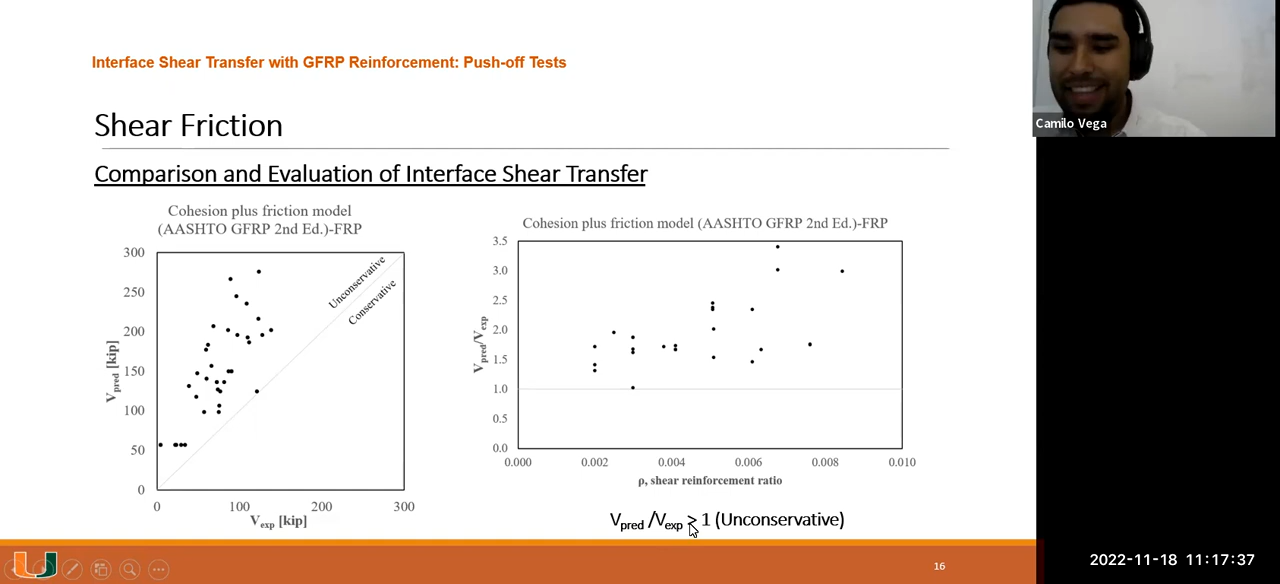 Interface Shear Transfer with GFRP Reinforcement: Push-off Tests
Shear Friction
Comparison and Evaluation of Interface Shear Transfer
Cohesion plus friction model
(AASHTO GFRP 2nd Ed.)-FRP
300
250
200
150
100
50
0
0
100
200
300
Vpred [kip]
Vexp [kip]
Unconservative
Conservative
Cohesion plus friction model (AASHTO GFRP 2nd Ed.)-FRP
3.5
3.0
2.5
2.0
1.5
1.0
0.5
0.0
0.000
0.002
0.004
0.006
0.008
0.010
Vpred/Vexp
ρ, shear reinforcement ratio
Vpred /Vexp > 1 (Unconservative)
16
Camilo Vega
2022-11-18 11:17:37